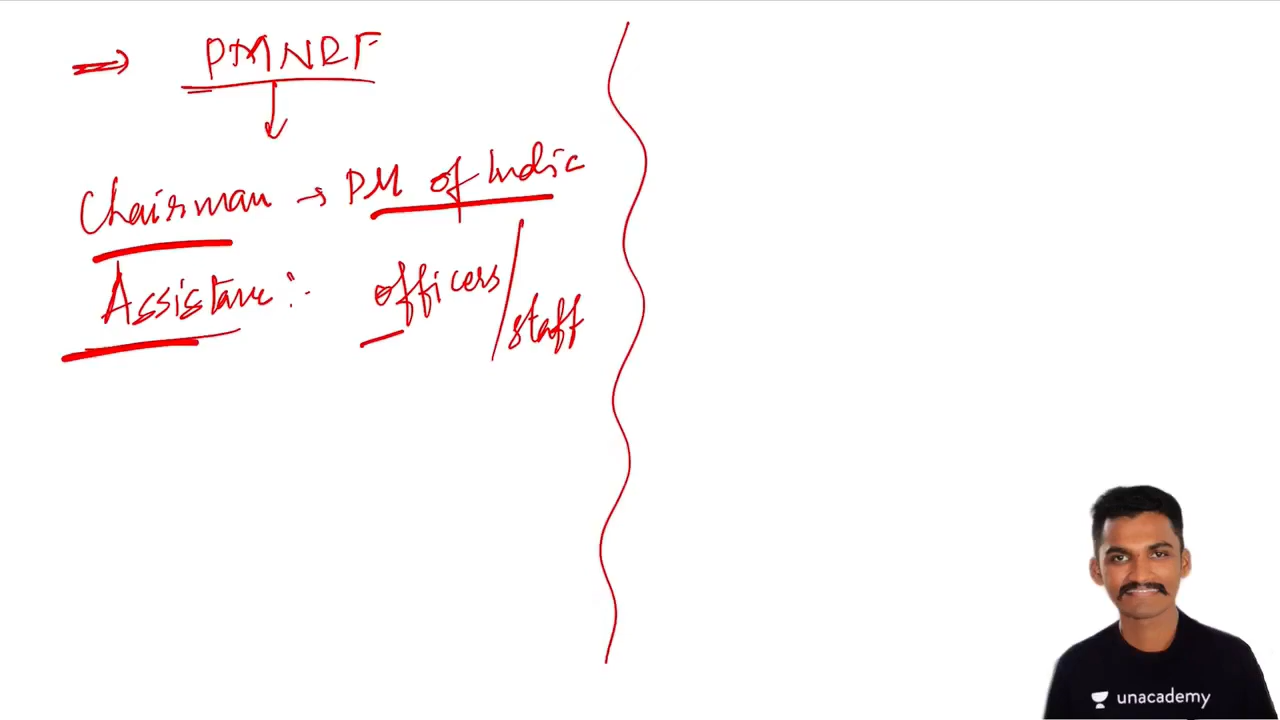 ⇒ PMNRF
↓
Chairman → PM of India
Assistance :- officers/staff
unacademy